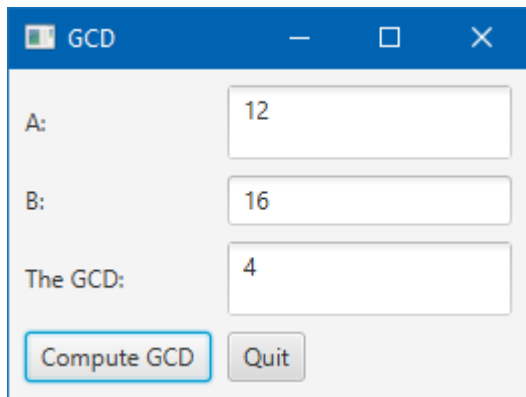 GCD
A: 12
B: 16
The GCD: 4
Compute GCD Quit